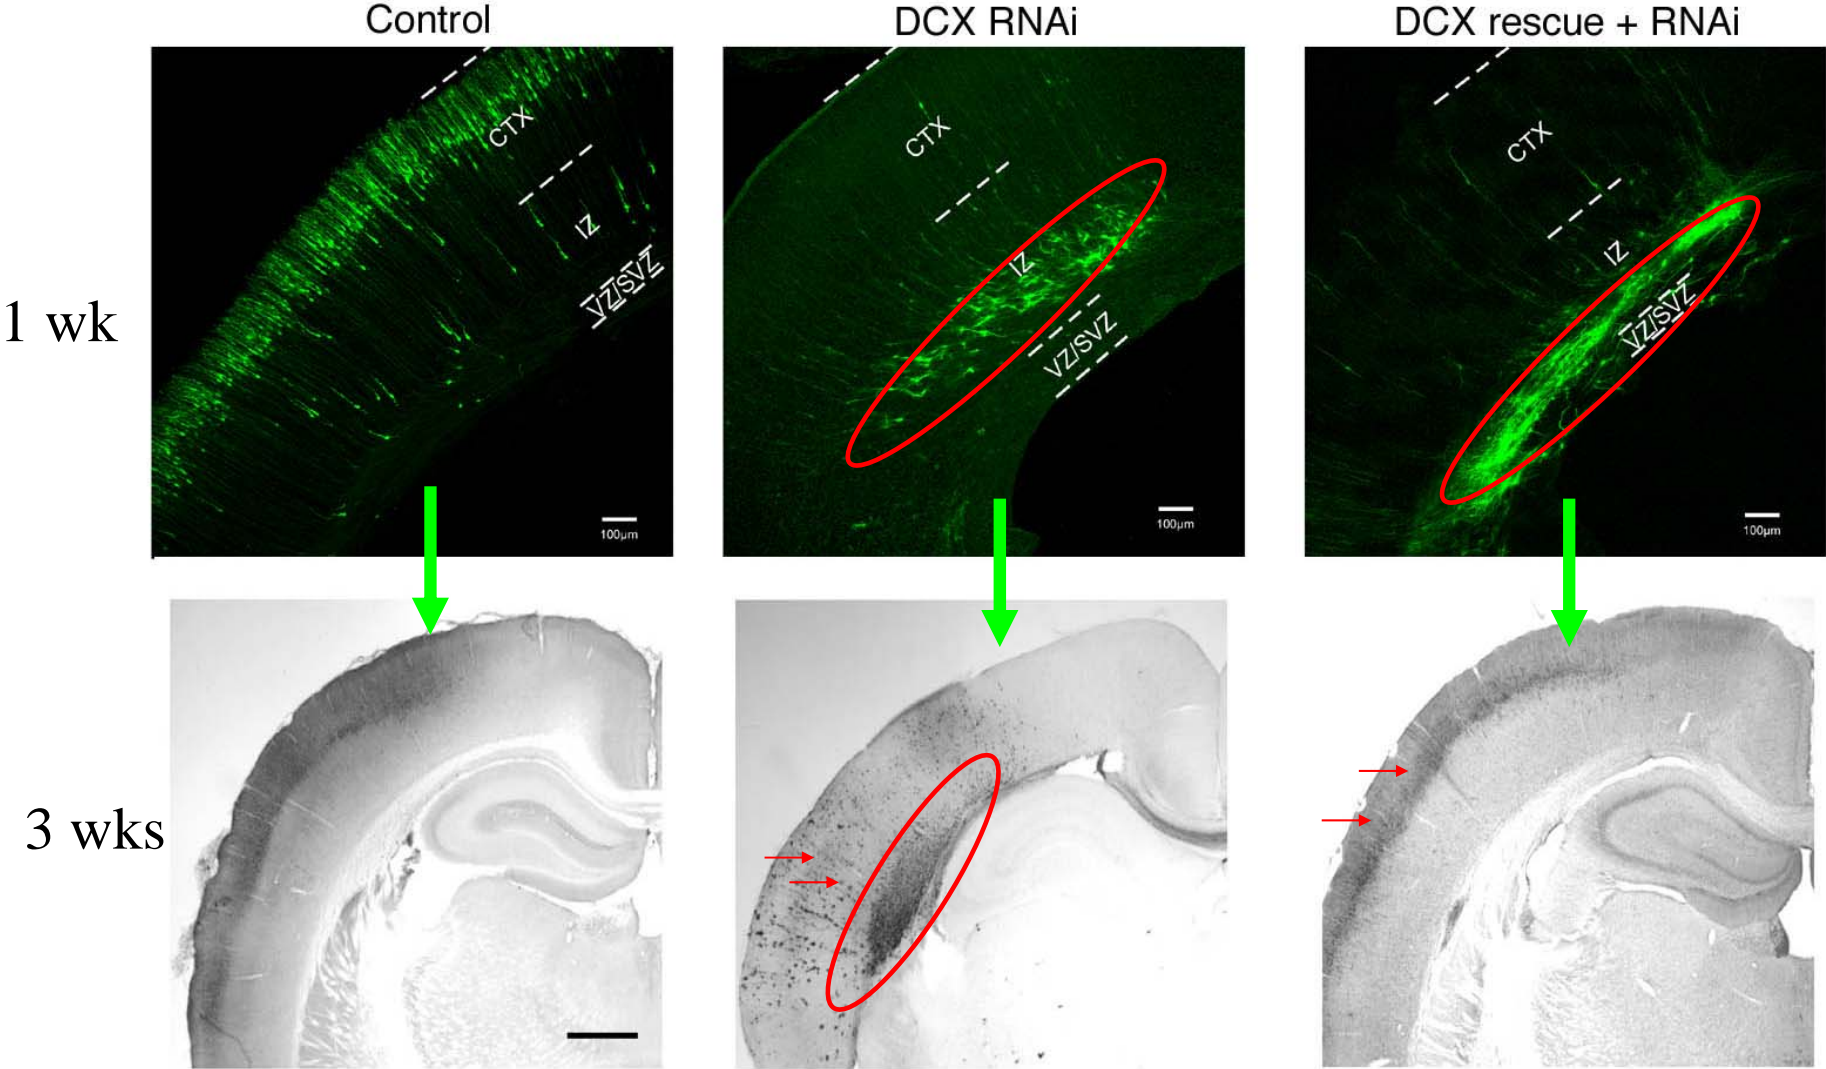 Control
DCX RNAi
DCX rescue + RNAi
1 wk
CTX
IZ
VZ/SVZ
100µm
CTX
IZ
VZ/SVZ
100µm
CTX
IZ
VZ/SVZ
100µm
3 wks